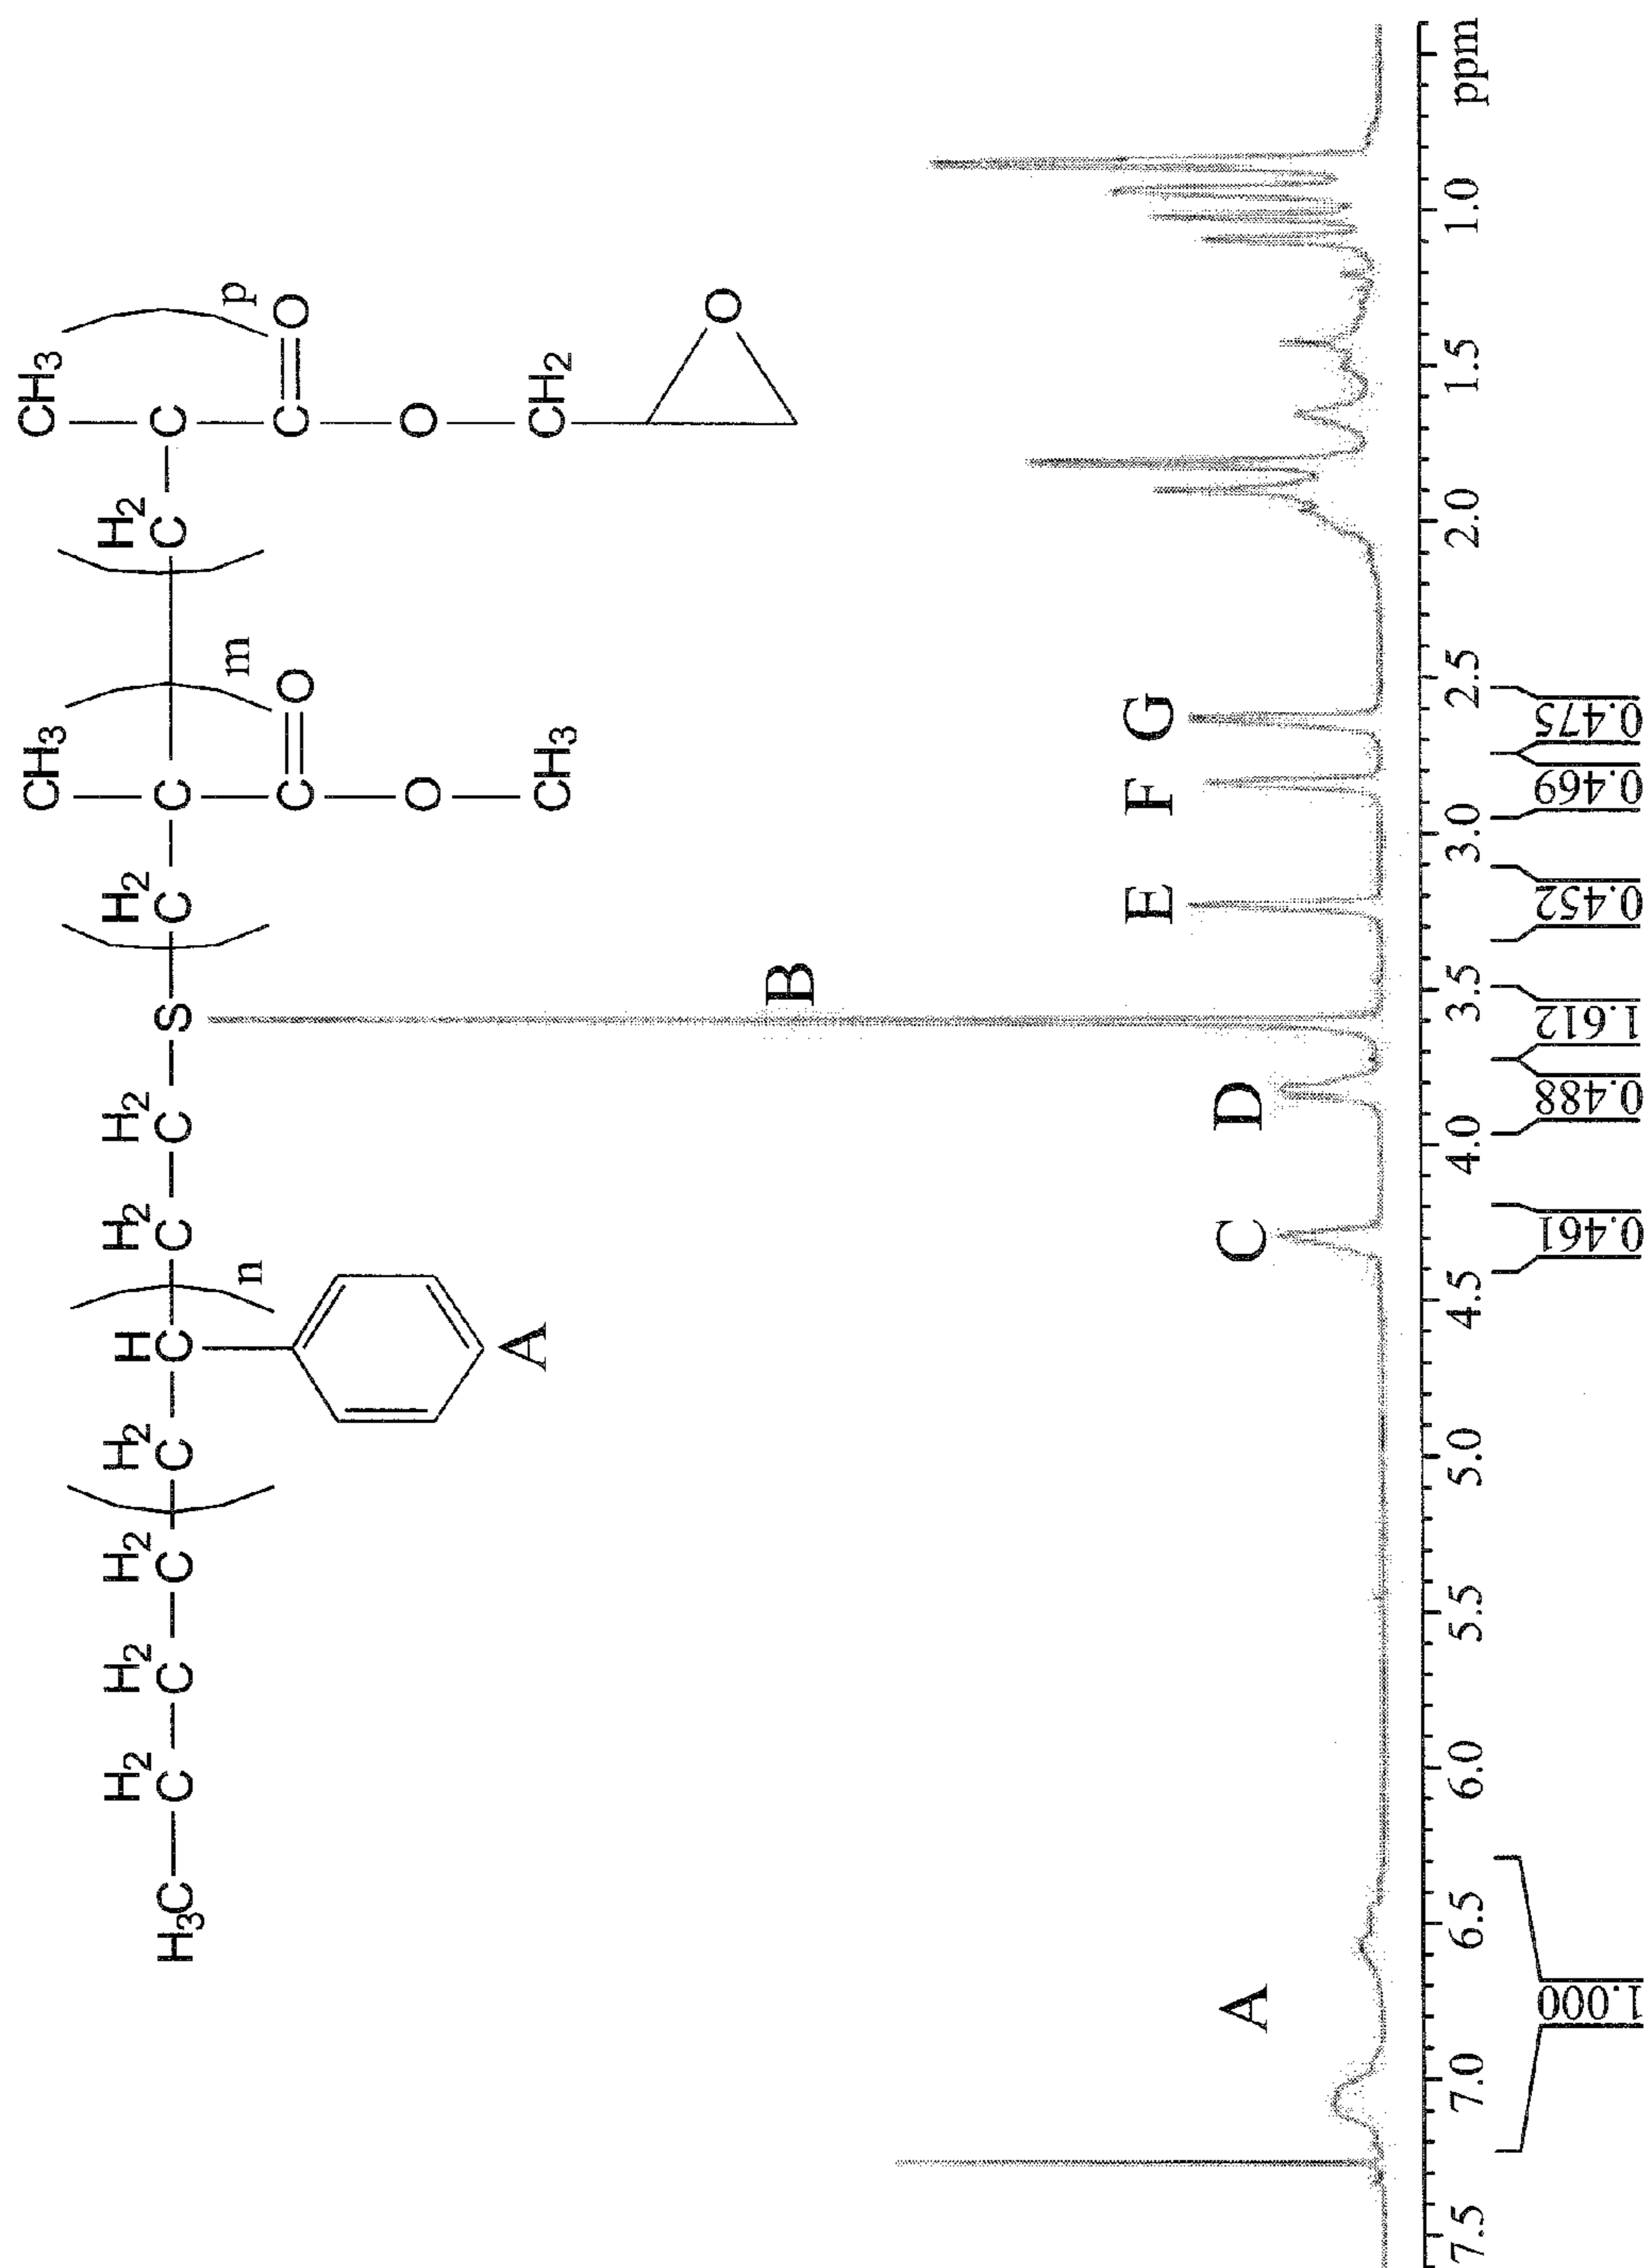 CH3 CH3
H2 H2 H2 H2 H H2 H2 H2 H2
H3C C C C C C C C S C C C C
n m p
C O C O
O O
A CH3 CH2
O
B
E F G
A C D
7.5 7.0 6.5 6.0 5.5 5.0 4.5 4.0 3.5 3.0 2.5 2.0 1.5 1.0 ppm
1.000 0.461 0.488 1.612 0.452 0.469 0.475